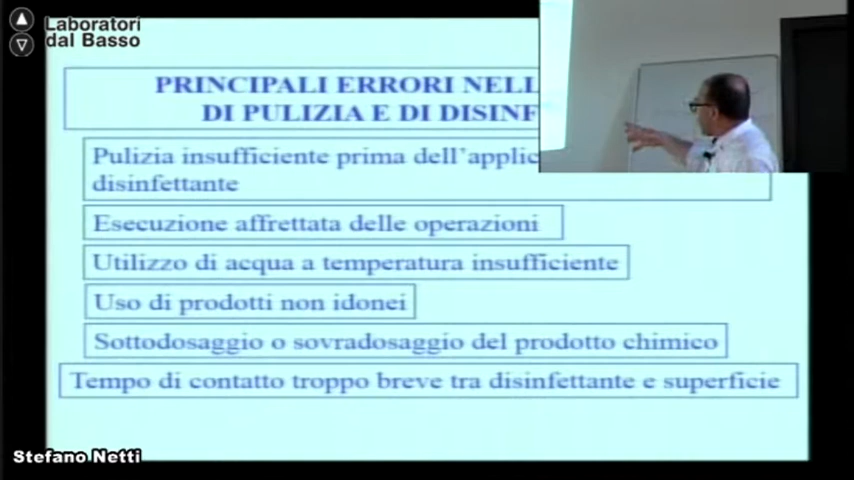 Laboratori
dal Basso
PRINCIPALI ERRORI NELL
DI PULIZIA E DI DISINF
Pulizia insufficiente prima dell'applic
disinfettante
Esecuzione affrettata delle operazioni
Utilizzo di acqua a temperatura insufficiente
Uso di prodotti non idonei
Sottodosaggio o sovradosaggio del prodotto chimico
Tempo di contatto troppo breve tra disinfettante e superficie
Stefano Netti